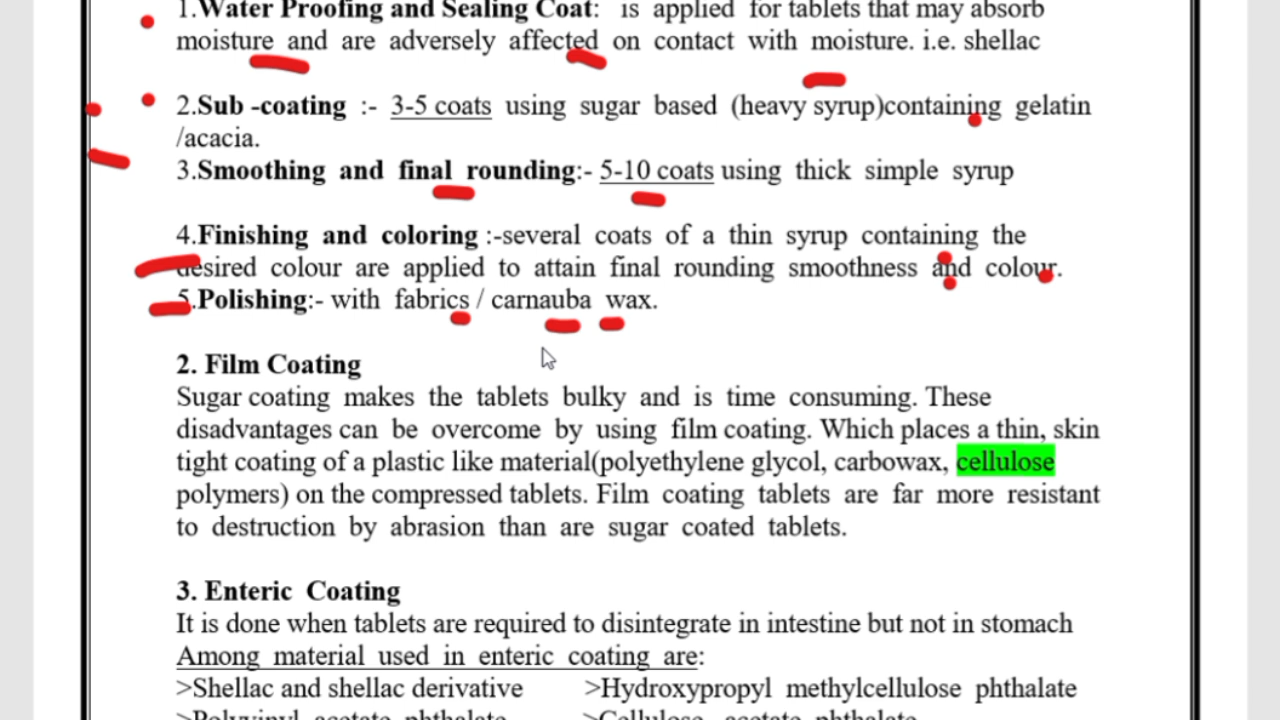 1.Water Proofing and Sealing Coat: is applied for tablets that may absorb
moisture and are adversely affected on contact with moisture. i.e. shellac
2.Sub -coating :- 3-5 coats using sugar based (heavy syrup)containing gelatin
/acacia.
3.Smoothing and final rounding:- 5-10 coats using thick simple syrup
4.Finishing and coloring :-several coats of a thin syrup containing the
desired colour are applied to attain final rounding smoothness and colour.
5.Polishing:- with fabrics / carnauba wax.
2. Film Coating
Sugar coating makes the tablets bulky and is time consuming. These
disadvantages can be overcome by using film coating. Which places a thin, skin
tight coating of a plastic like material(polyethylene glycol, carbowax, cellulose
polymers) on the compressed tablets. Film coating tablets are far more resistant
to destruction by abrasion than are sugar coated tablets.
3. Enteric Coating
It is done when tablets are required to disintegrate in intestine but not in stomach
Among material used in enteric coating are:
>Shellac and shellac derivative >Hydroxypropyl methylcellulose phthalate
>Polyvinyl acetate phthalate >Cellulose acetate phthalate